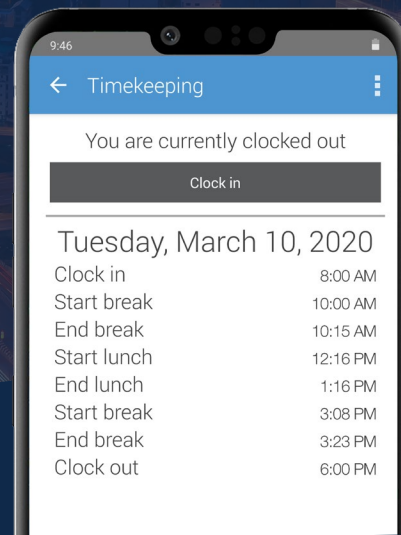 9:46
Timekeeping
You are currently clocked out
Clock in
Tuesday, March 10, 2020
Clock in 8:00 AM
Start break 10:00 AM
End break 10:15 AM
Start lunch 12:16 PM
End lunch 1:16 PM
Start break 3:08 PM
End break 3:23 PM
Clock out 6:00 PM